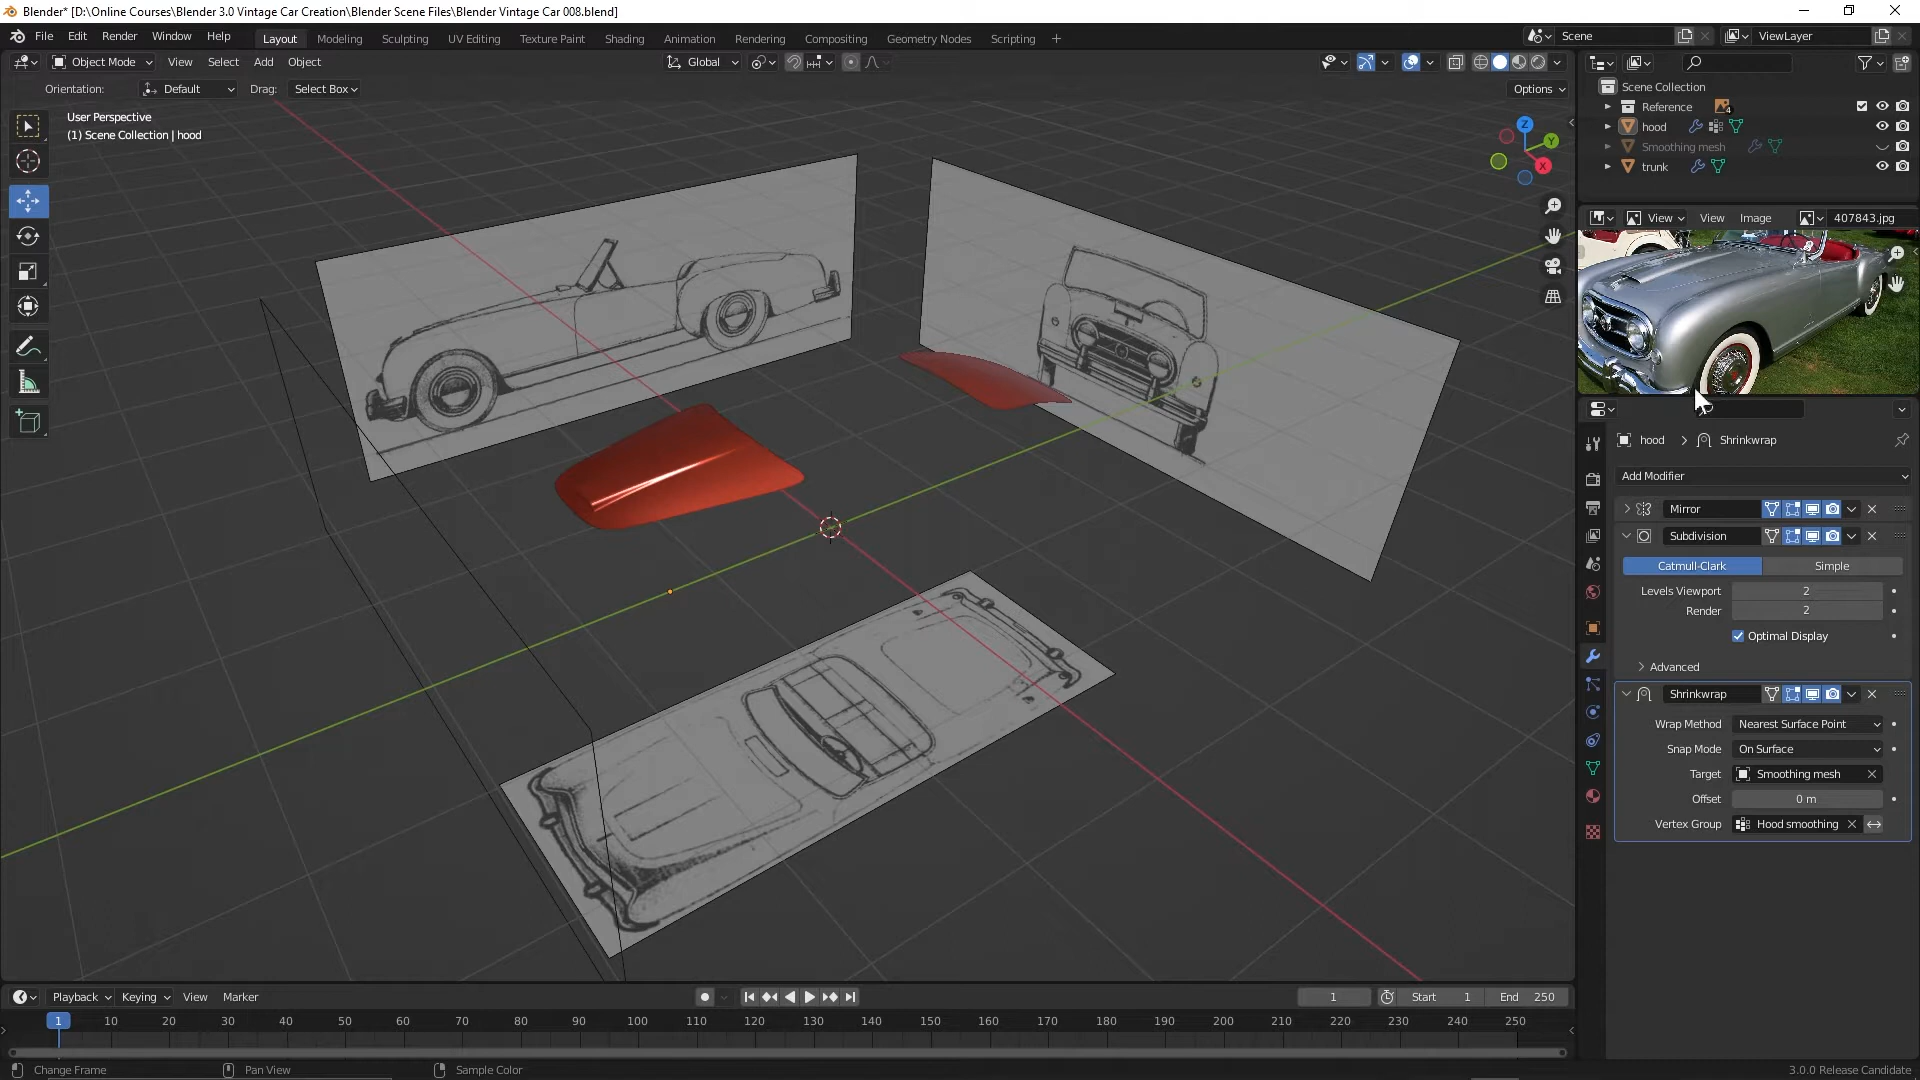 Blender* [D:\Online Courses\Blender 3.0 Vintage Car Creation\Blender Scene Files\Blender Vintage Car 008.blend]
File Edit Render Window Help Layout Modeling Sculpting UV Editing Texture Paint Shading Animation Rendering Compositing Geometry Nodes Scripting + Scene ViewLayer
Object Mode View Select Add Object Global
Orientation: Default Drag: Select Box Options
User Perspective
(1) Scene Collection | hood
Z
Y
X
Scene Collection
Reference 4
hood
Smoothing mesh
trunk
View View Image 407843.jpg
hood > Shrinkwrap
Add Modifier
Mirror
Subdivision
Catmull-Clark Simple
Levels Viewport 2
Render 2
Optimal Display
Advanced
Shrinkwrap
Wrap Method Nearest Surface Point
Snap Mode On Surface
Target Smoothing mesh
Offset 0 m
Vertex Group Hood smoothing
Playback Keying View Marker 1 Start 1 End 250
1 10 20 30 40 50 60 70 80 90 100 110 120 130 140 150 160 170 180 190 200 210 220 230 240 250
Change Frame Pan View Sample Color 3.0.0 Release Candidate